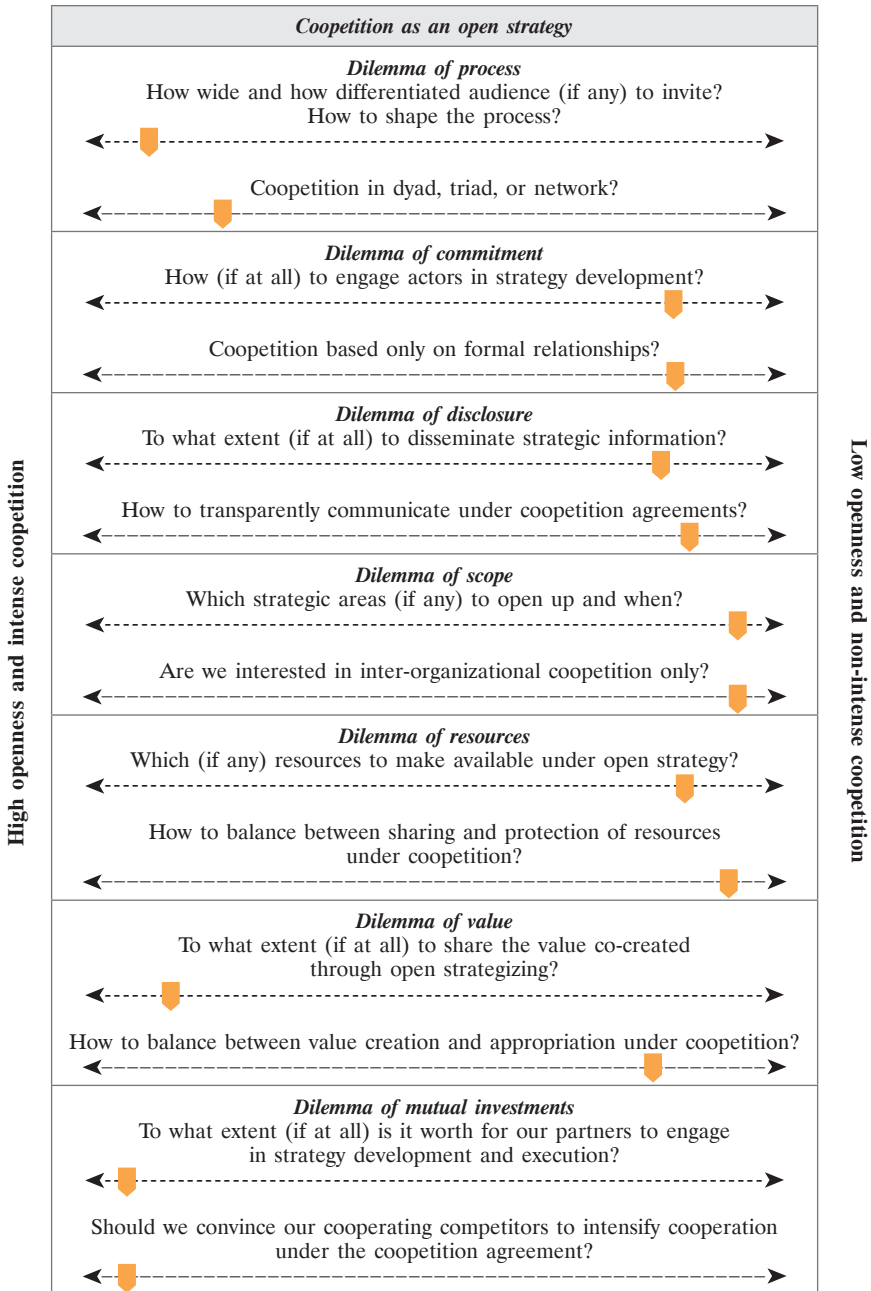 Coopetition as an open strategy
Dilemma of process
How wide and how differentiated audience (if any) to invite?
How to shape the process?
Coopetition in dyad, triad, or network?
Dilemma of commitment
How (if at all) to engage actors in strategy development?
Coopetition based only on formal relationships?
Dilemma of disclosure
To what extent (if at all) to disseminate strategic information?
How to transparently communicate under coopetition agreements?
Dilemma of scope
Which strategic areas (if any) to open up and when?
Are we interested in inter-organizational coopetition only?
Dilemma of resources
Which (if any) resources to make available under open strategy?
How to balance between sharing and protection of resources
under coopetition?
Dilemma of value
To what extent (if at all) to share the value co-created
through open strategizing?
How to balance between value creation and appropriation under coopetition?
Dilemma of mutual investments
To what extent (if at all) is it worth for our partners to engage
in strategy development and execution?
Should we convince our cooperating competitors to intensify cooperation
under the coopetition agreement?
High openness and intense coopetition
Low openness and non-intense coopetition